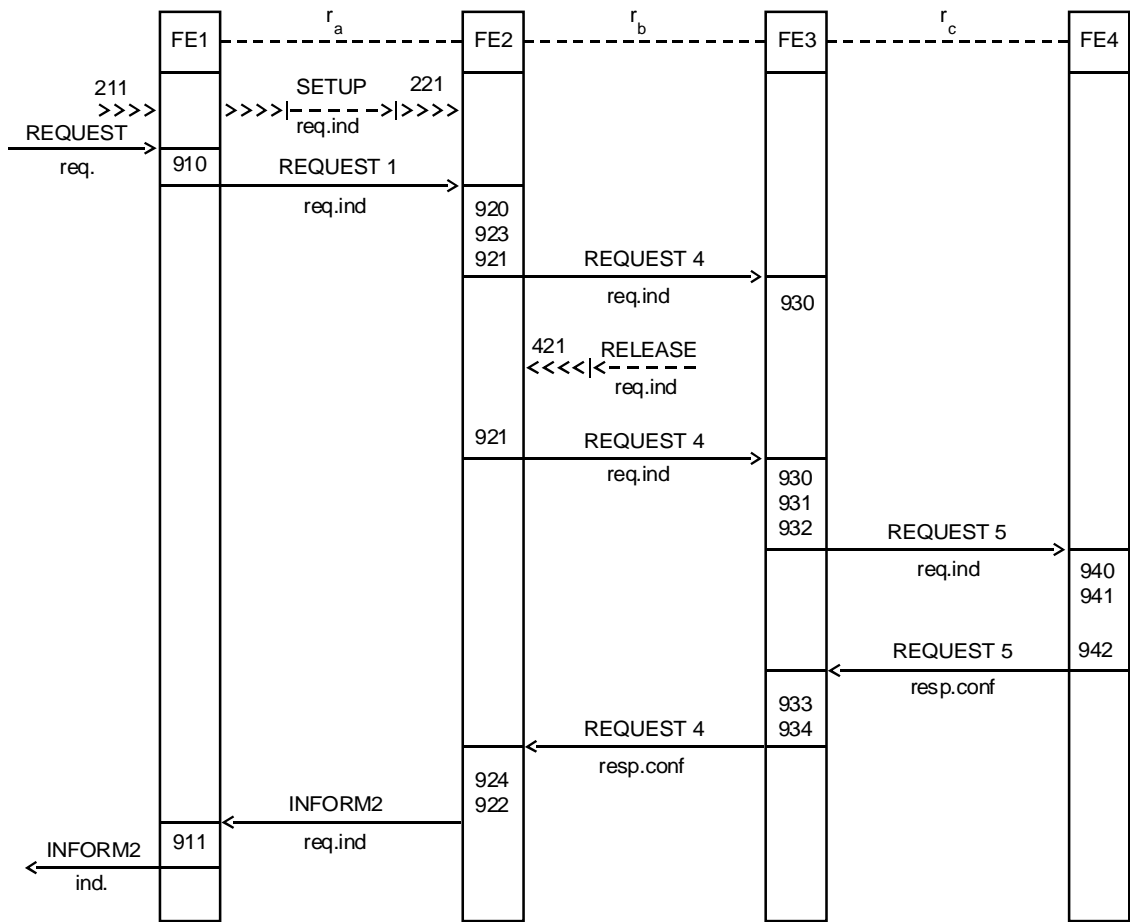 FE1 r_a FE2 r_b FE3 r_c FE4
211 SETUP 221
req.ind
REQUEST
req.
910 REQUEST 1
req.ind
920
923
921 REQUEST 4
req.ind 930
421 RELEASE
req.ind
921 REQUEST 4
req.ind 930
931
932 REQUEST 5
req.ind 940
941
REQUEST 5 942
resp.conf
933
REQUEST 4 934
resp.conf
924
INFORM2 922
911 req.ind
INFORM2
ind.